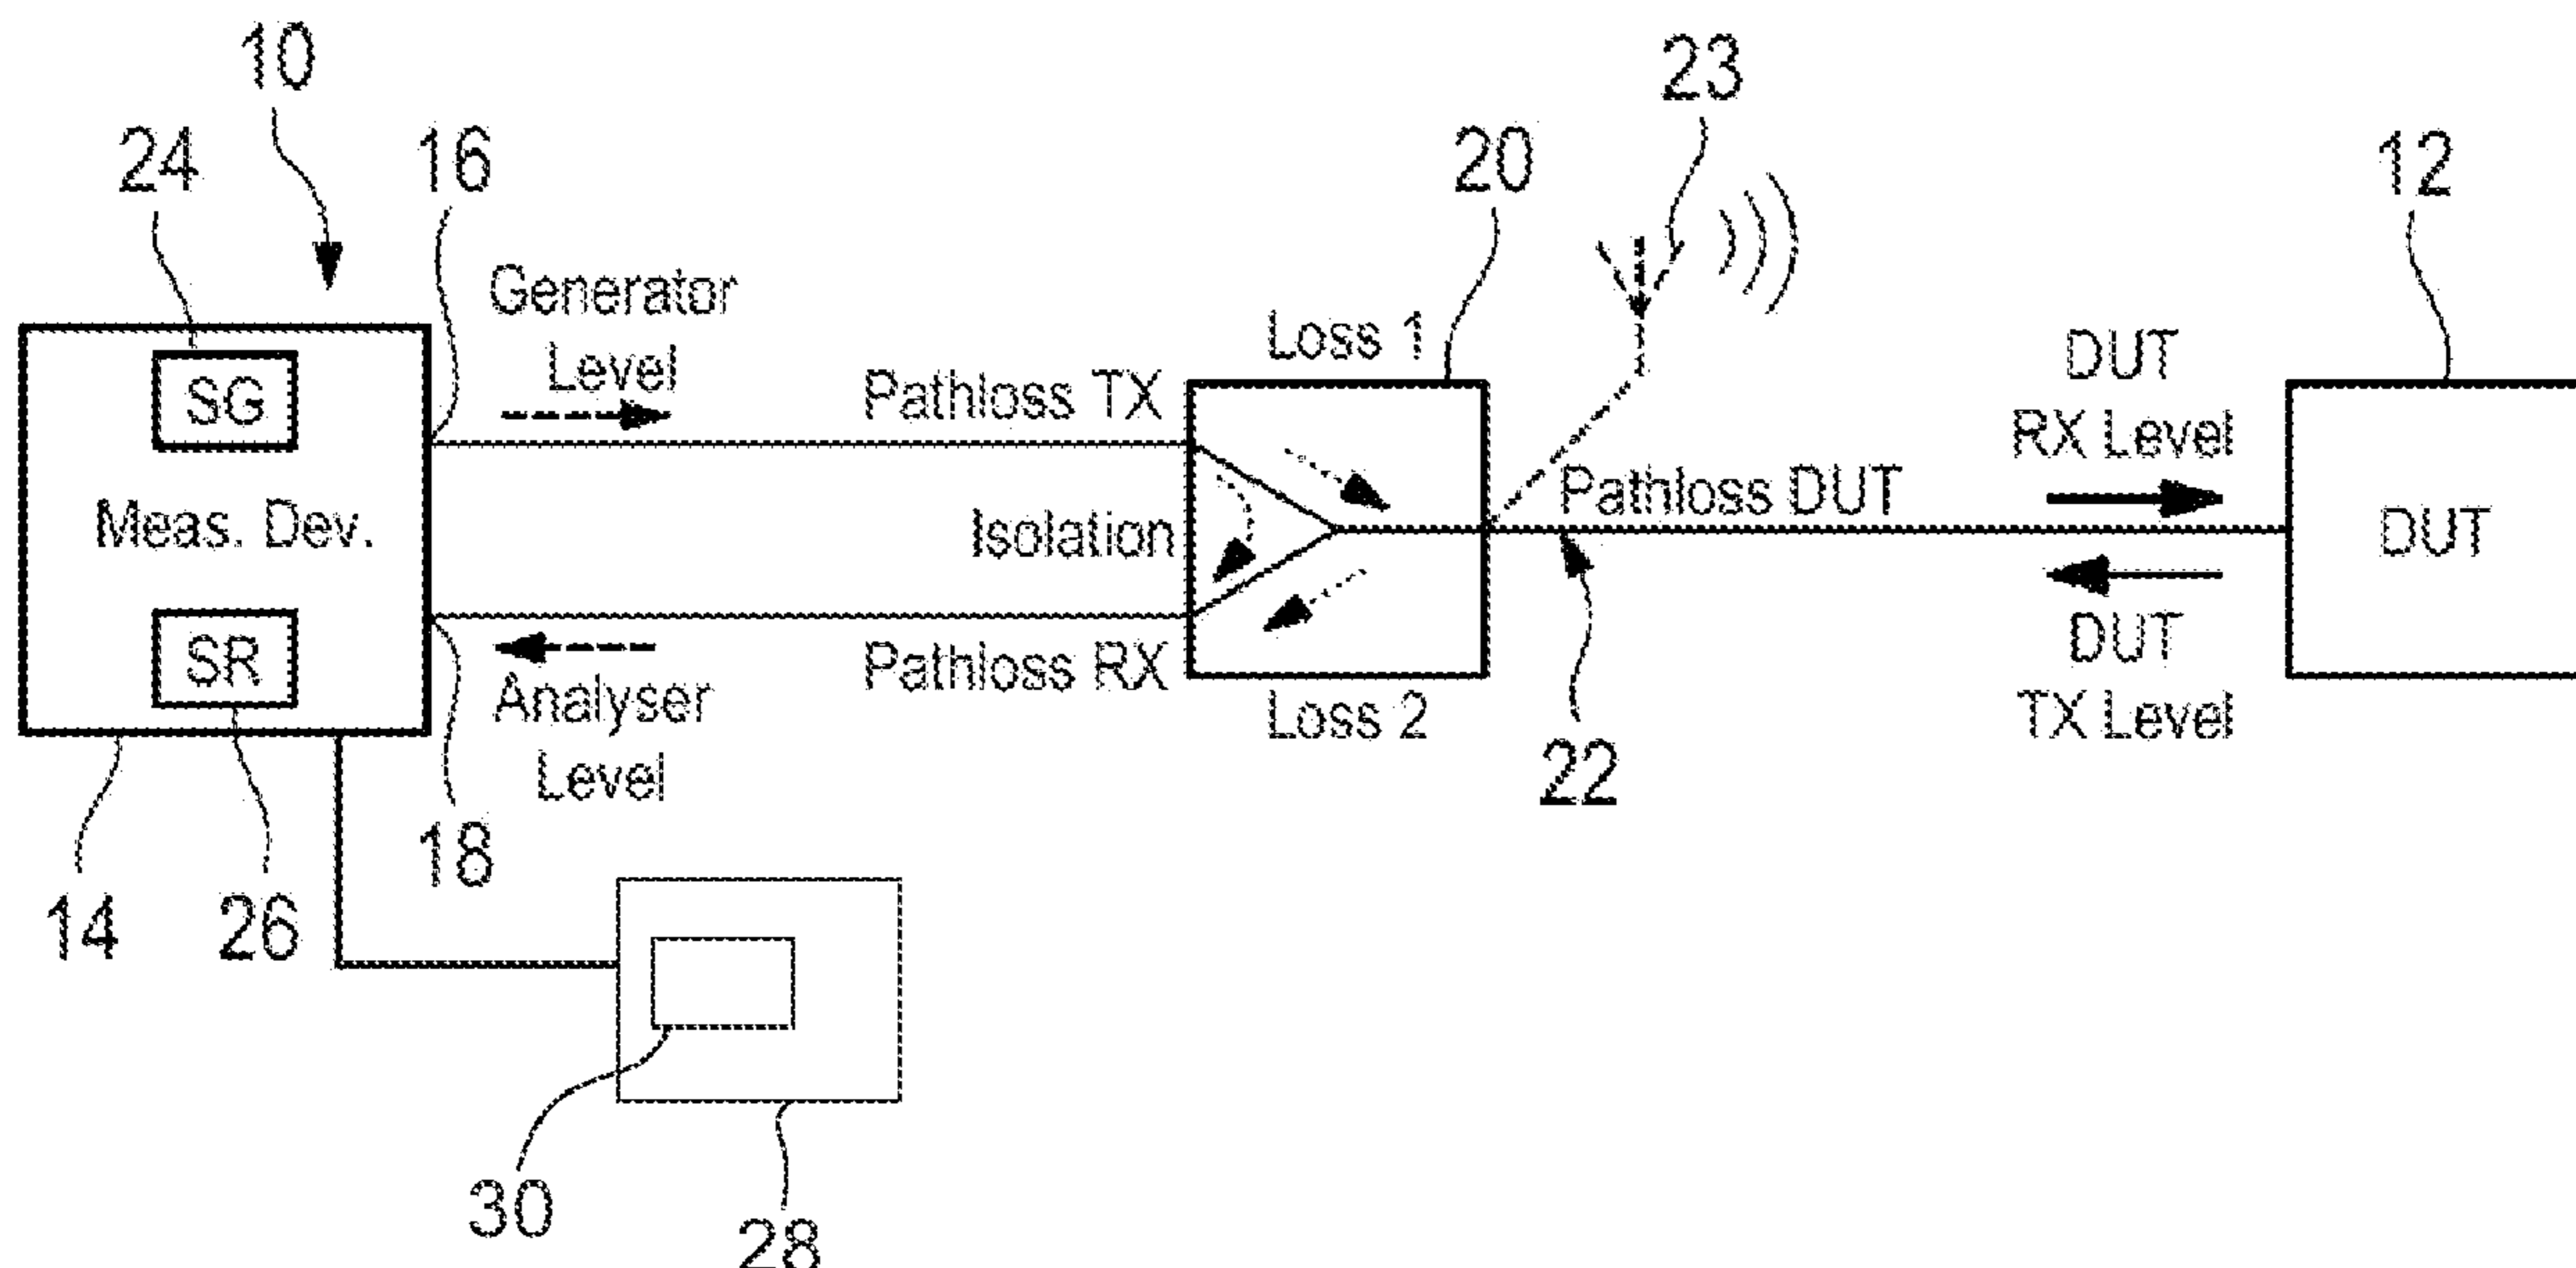 10
23
24
16
20
12
Generator
Level
Loss 1
DUT
RX Level
SG
Pathloss TX
Pathloss DUT
Meas. Dev.
Isolation
DUT
SR
Pathloss RX
DUT
TX Level
Analyser
Level
Loss 2
22
18
14
26
30
28